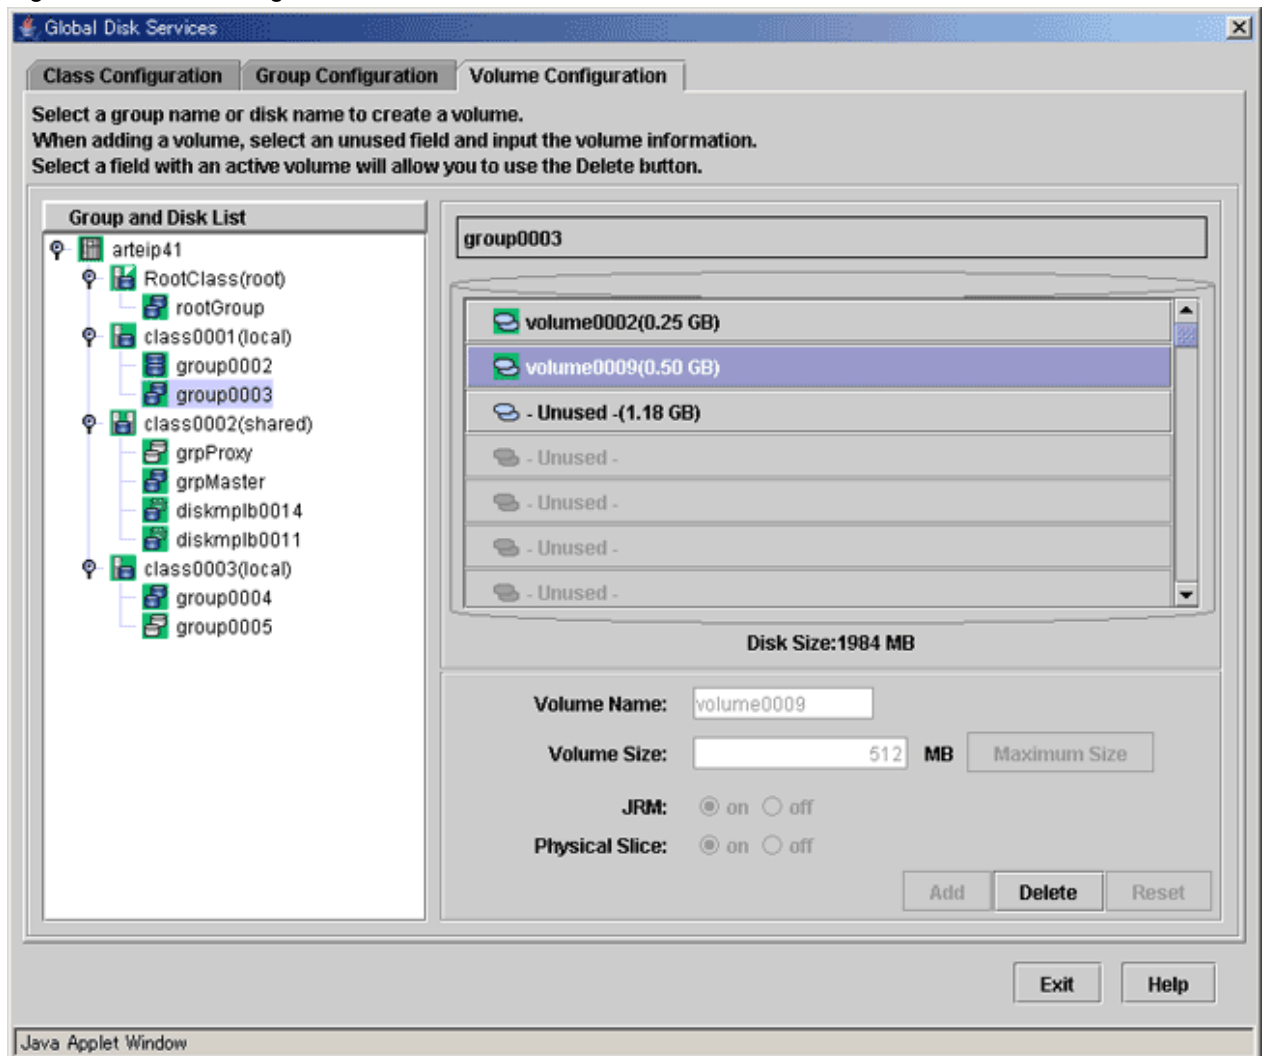 Global Disk Services
Class Configuration
Group Configuration
Volume Configuration
Select a group name or disk name to create a volume.
When adding a volume, select an unused field and input the volume information.
Select a field with an active volume will allow you to use the Delete button.
Group and Disk List
arteip41
RootClass(root)
rootGroup
class0001(local)
group0002
group0003
class0002(shared)
grpProxy
grpMaster
diskmplb0014
diskmplb0011
class0003(local)
group0004
group0005
group0003
volume0002(0.25 GB)
volume0009(0.50 GB)
- Unused -(1.18 GB)
- Unused -
- Unused -
- Unused -
- Unused -
Disk Size:1984 MB
Volume Name: volume0009
Volume Size: 512 MB Maximum Size
JRM: on off
Physical Slice: on off
Add Delete Reset
Exit Help
Java Applet Window